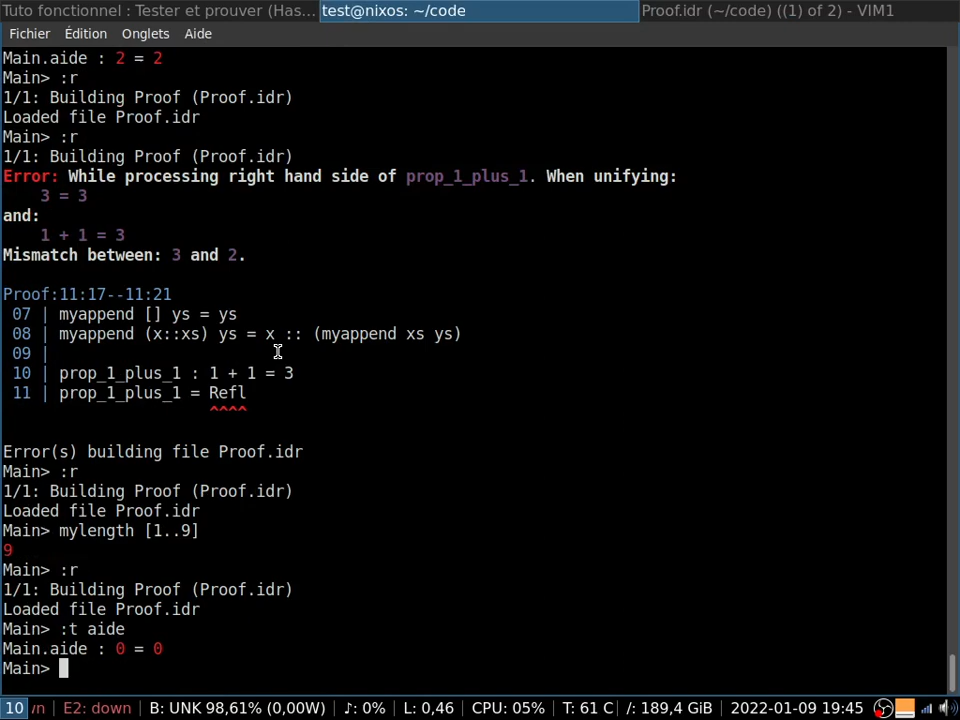 Tuto fonctionnel : Tester et prouver (Has... test@nixos: ~/code Proof.idr (~/code) ((1) of 2) - VIM1
Fichier Édition Onglets Aide
Main.aide : 2 = 2
Main> :r
1/1: Building Proof (Proof.idr)
Loaded file Proof.idr
Main> :r
1/1: Building Proof (Proof.idr)
Error: While processing right hand side of prop_1_plus_1. When unifying:
    3 = 3
and:
    1 + 1 = 3
Mismatch between: 3 and 2.
Proof:11:17--11:21
 07 | myappend [] ys = ys
 08 | myappend (x::xs) ys = x :: (myappend xs ys)
 09 |
 10 | prop_1_plus_1 : 1 + 1 = 3
 11 | prop_1_plus_1 = Refl
                      ^^^^
Error(s) building file Proof.idr
Main> :r
1/1: Building Proof (Proof.idr)
Loaded file Proof.idr
Main> mylength [1..9]
9
Main> :r
1/1: Building Proof (Proof.idr)
Loaded file Proof.idr
Main> :t aide
Main.aide : 0 = 0
Main>
10 | E2: down | B: UNK 98,61% (0,00W) | ♪: 0% | L: 0,46 | CPU: 05% | T: 61 C | /: 189,4 GiB | 2022-01-09 19:45